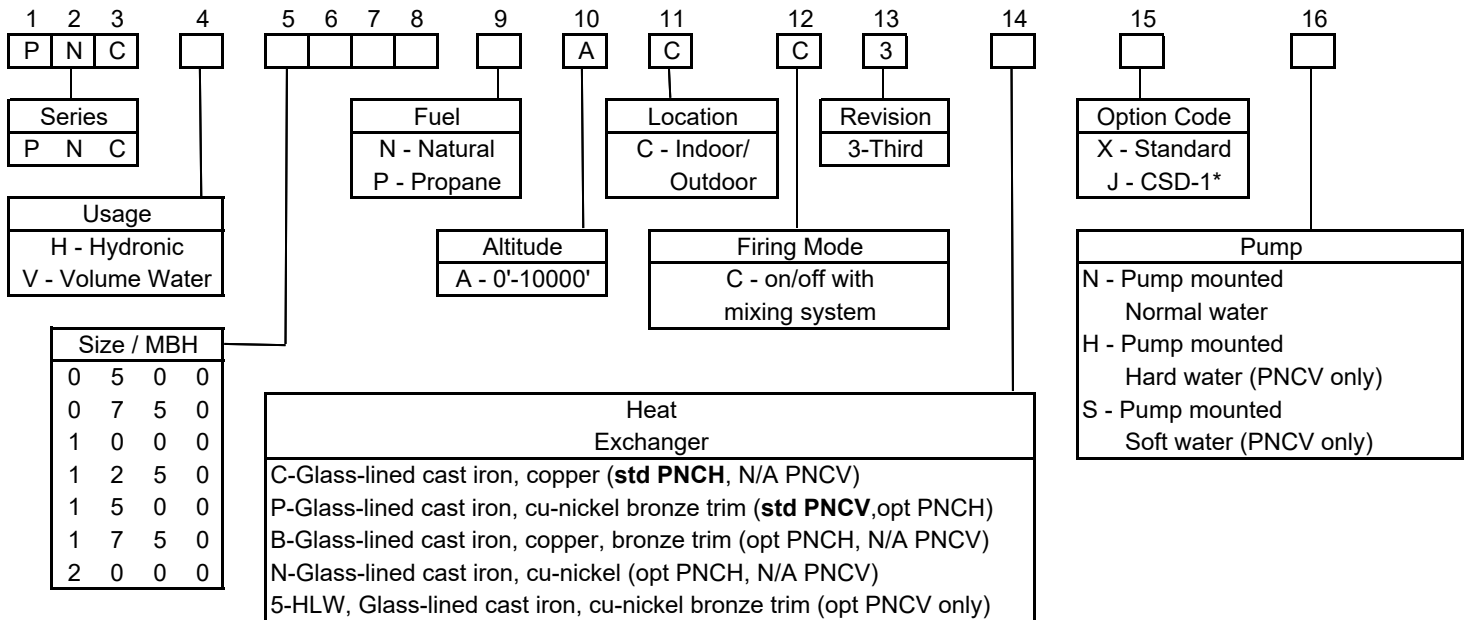 1 2 3 4 5 6 7 8 9 10 11 12 13 14 15 16
P N C A C C 3
Series
P N C
Fuel
N - Natural
P - Propane
Location
C - Indoor/
Outdoor
Revision
3-Third
Option Code
X - Standard
J - CSD-1*
Usage
H - Hydronic
V - Volume Water
Altitude
A - 0'-10000'
Firing Mode
C - on/off with
mixing system
Pump
N - Pump mounted
Normal water
H - Pump mounted
Hard water (PNCV only)
S - Pump mounted
Soft water (PNCV only)
Size / MBH
0 5 0 0
0 7 5 0
1 0 0 0
1 2 5 0
1 5 0 0
1 7 5 0
2 0 0 0
Heat
Exchanger
C-Glass-lined cast iron, copper (std PNCH, N/A PNCV)
P-Glass-lined cast iron, cu-nickel bronze trim (std PNCV,opt PNCH)
B-Glass-lined cast iron, copper, bronze trim (opt PNCH, N/A PNCV)
N-Glass-lined cast iron, cu-nickel (opt PNCH, N/A PNCV)
5-HLW, Glass-lined cast iron, cu-nickel bronze trim (opt PNCV only)